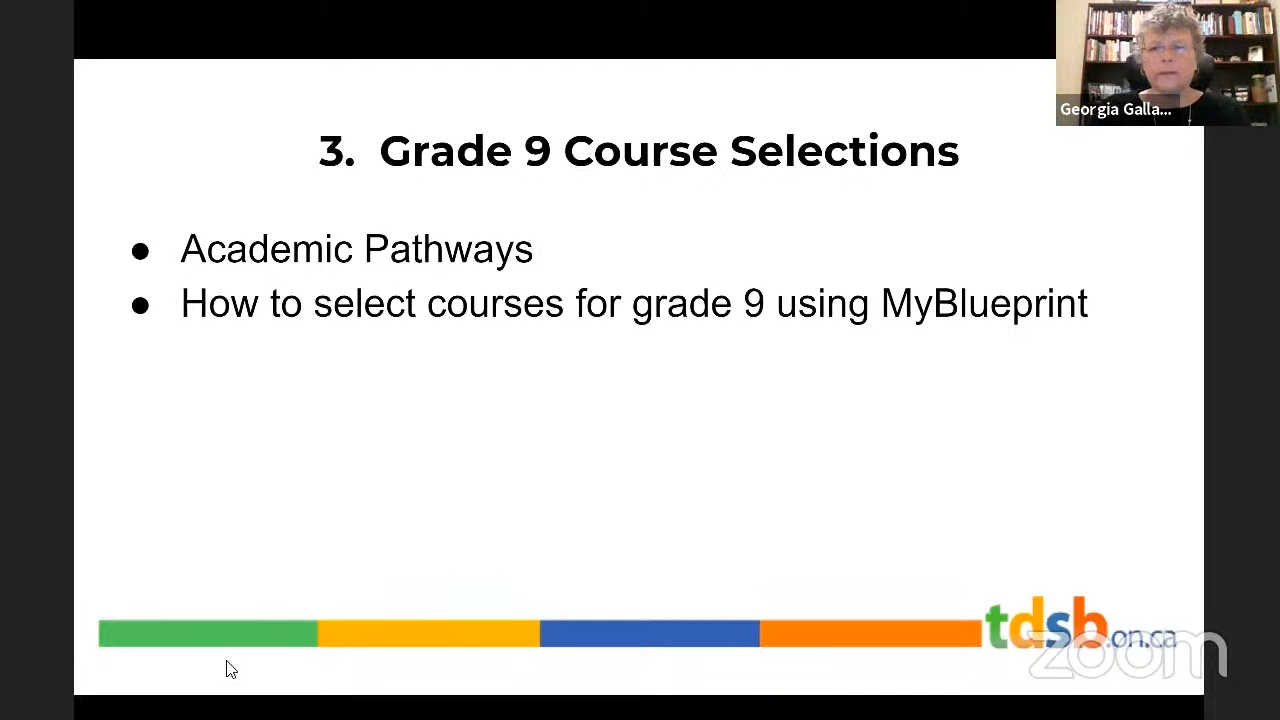 Georgia Galla...
3. Grade 9 Course Selections
● Academic Pathways
● How to select courses for grade 9 using MyBlueprint
tdsb.on.ca
zoom